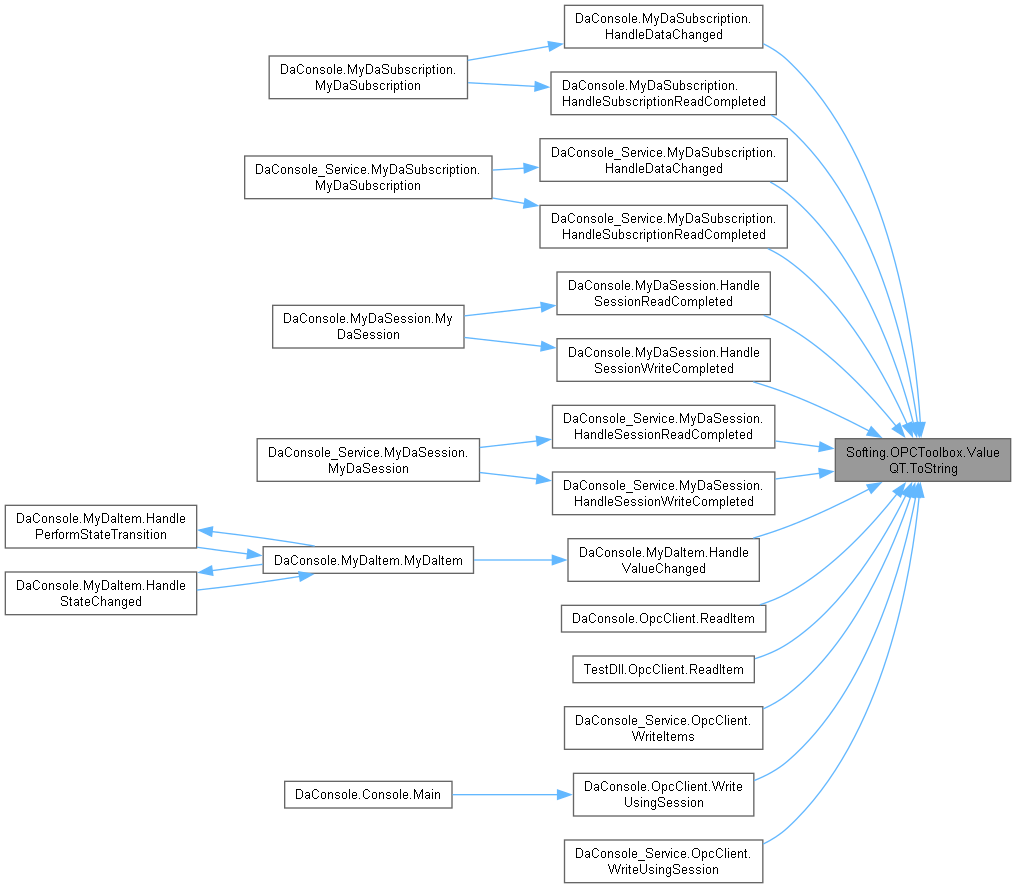 DaConsole.MyDaSubscription.
HandleDataChanged
DaConsole.MyDaSubscription.
MyDaSubscription
DaConsole.MyDaSubscription.
HandleSubscriptionReadCompleted
DaConsole_Service.MyDaSubscription.
HandleDataChanged
DaConsole_Service.MyDaSubscription.
MyDaSubscription
DaConsole_Service.MyDaSubscription.
HandleSubscriptionReadCompleted
DaConsole.MyDaSession.Handle
SessionReadCompleted
DaConsole.MyDaSession.My
DaSession
DaConsole.MyDaSession.Handle
SessionWriteCompleted
DaConsole_Service.MyDaSession.
HandleSessionReadCompleted
DaConsole_Service.MyDaSession.
MyDaSession
Softing.OPCToolbox.Value
QT.ToString
DaConsole_Service.MyDaSession.
HandleSessionWriteCompleted
DaConsole.MyDaItem.Handle
PerformStateTransition
DaConsole.MyDaItem.MyDaItem
DaConsole.MyDaItem.Handle
ValueChanged
DaConsole.MyDaItem.Handle
StateChanged
DaConsole.OpcClient.ReadItem
TestDll.OpcClient.ReadItem
DaConsole_Service.OpcClient.
WriteItems
DaConsole.Console.Main
DaConsole.OpcClient.Write
UsingSession
DaConsole_Service.OpcClient.
WriteUsingSession